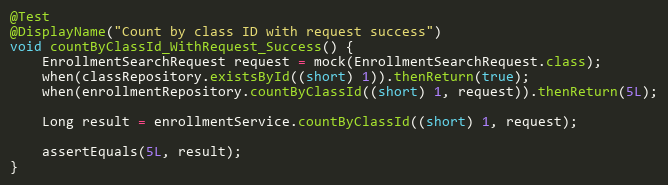 @Test
@DisplayName("Count by class ID with request success")
void countByClassId_WithRequest_Success() {
    EnrollmentSearchRequest request = mock(EnrollmentSearchRequest.class);
    when(classRepository.existsById((short) 1)).thenReturn(true);
    when(enrollmentRepository.countByClassId((short) 1, request)).thenReturn(5L);

    Long result = enrollmentService.countByClassId((short) 1, request);

    assertEquals(5L, result);
}